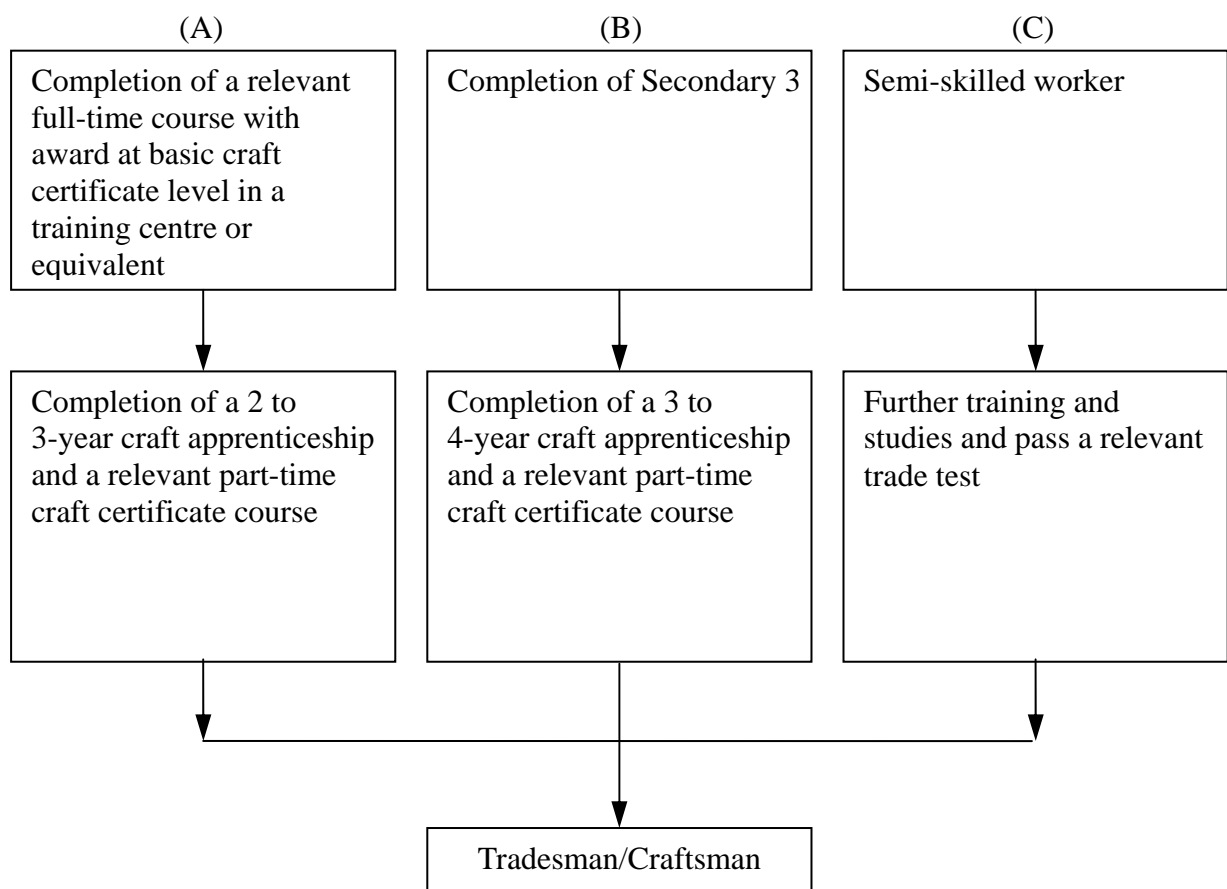 (A)
(B)
(C)
Completion of a relevant
full-time course with
award at basic craft
certificate level in a
training centre or
equivalent
Completion of Secondary 3
Semi-skilled worker
Completion of a 2 to
3-year craft apprenticeship
and a relevant part-time
craft certificate course
Completion of a 3 to
4-year craft apprenticeship
and a relevant part-time
craft certificate course
Further training and
studies and pass a relevant
trade test
Tradesman/Craftsman